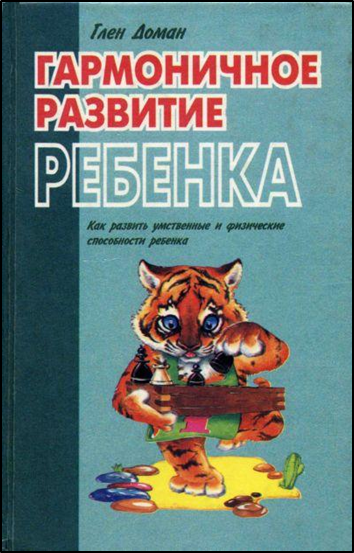 Глен Доман
ГАРМОНИЧНОЕ
РАЗВИТИЕ
РЕБЕНКА
Как развить умственные и физические
способности ребенка